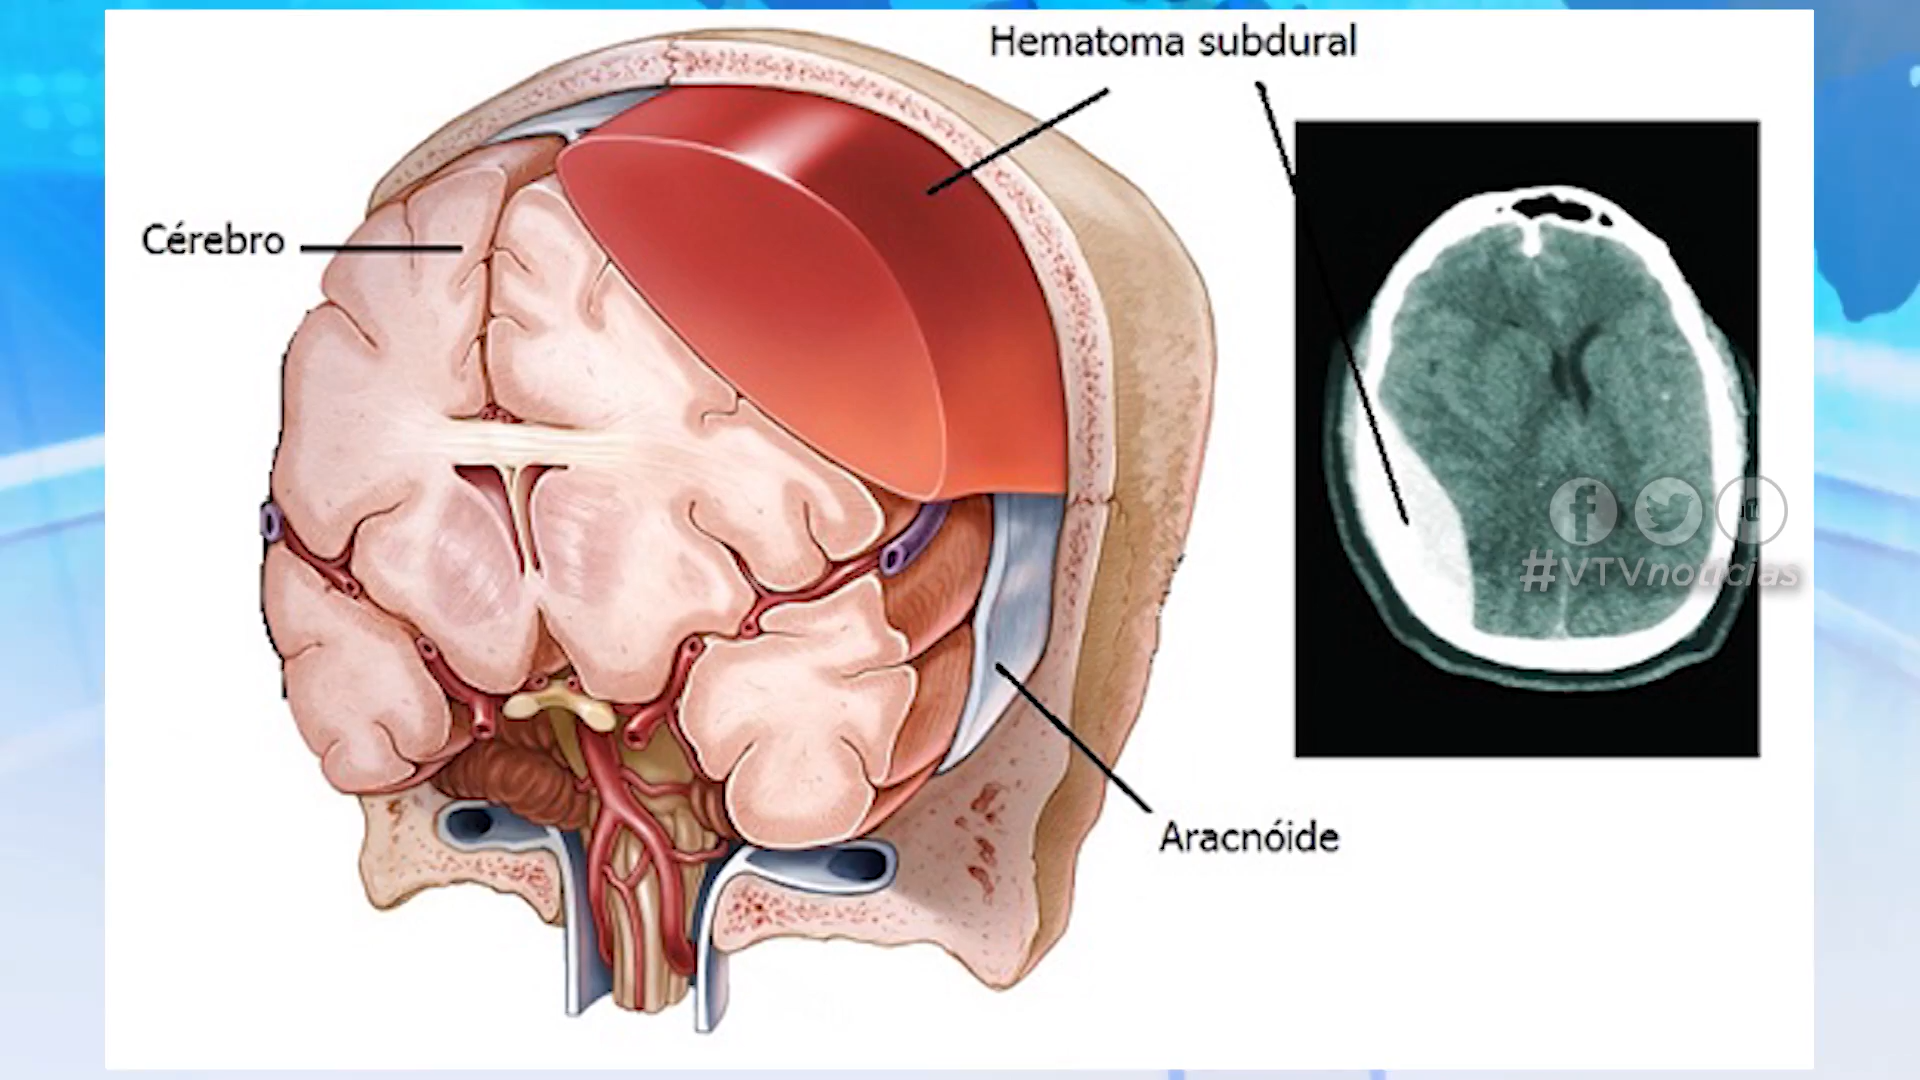 Hematoma subdural
Cérebro
#VTVnoticias
Aracnóide